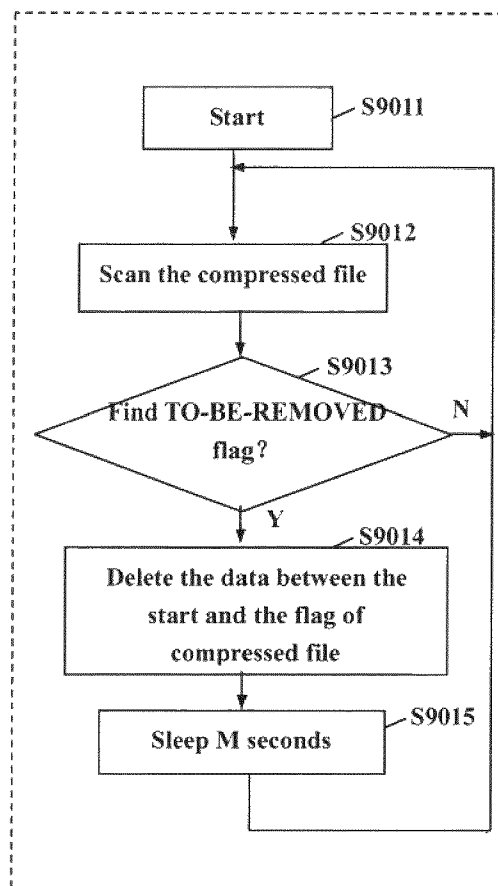 Start
S9011
S9012
Scan the compressed file
S9013
Find TO-BE-REMOVED
flag?
N
Y
S9014
Delete the data between the
start and the flag of
compressed file
S9015
Sleep M seconds